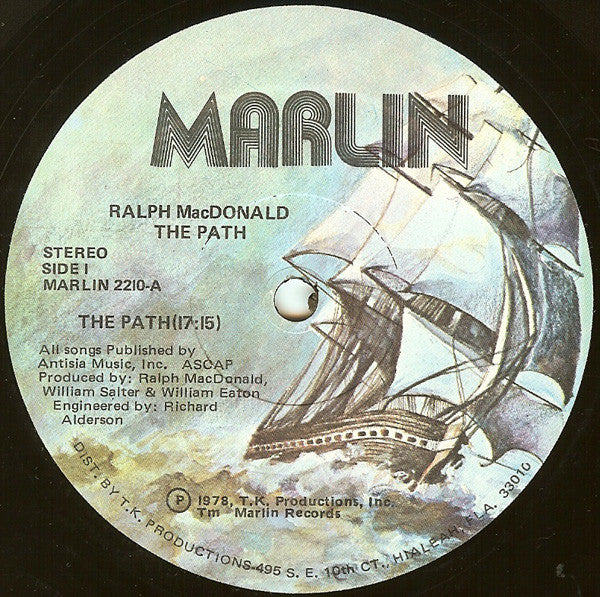 MARLIN
RALPH MacDONALD
THE PATH
STEREO
SIDE I
MARLIN 2210-A
THE PATH(17:15)
All songs Published by
Antisia Music, Inc. ASCAP
Produced by: Ralph MacDonald,
William Salter & William Eaton
Engineered by: Richard
Alderson
Ⓟ 1978, T.K. Productions, Inc.
Tm Marlin Records
DIST. BY T.K. PRODUCTIONS-495 S. E. 10th CT., HIALEAH, FLA. 33010